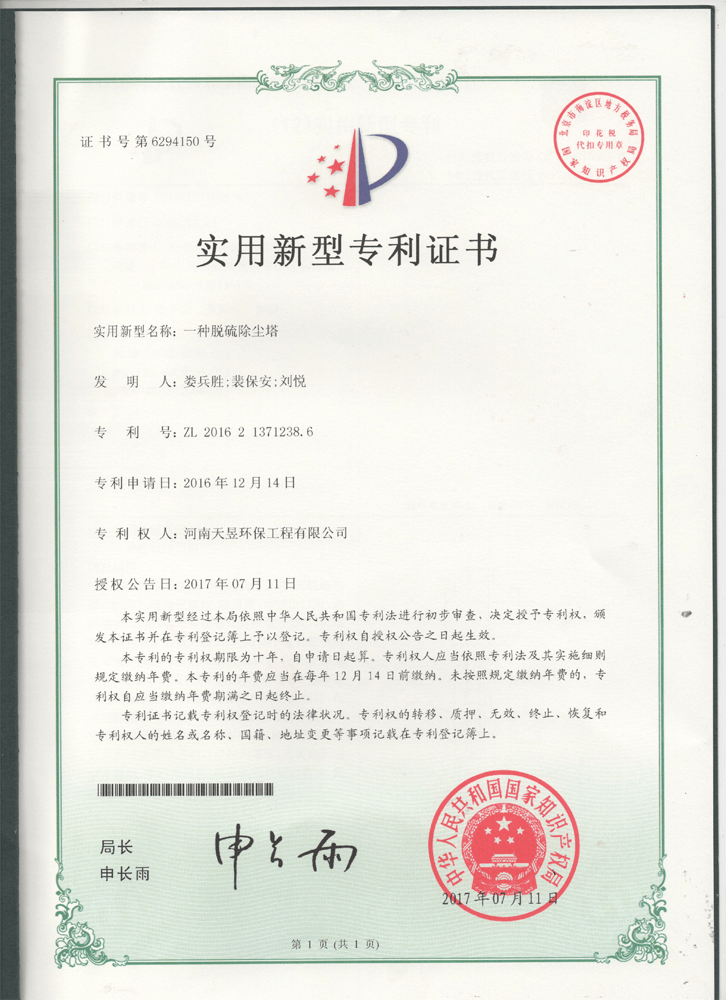 证书号第6294150号
北京市海淀区地方税务局
印花税
代扣专用章
国家知识产权局
实用新型专利证书
实用新型名称：一种脱硫除尘塔
发明人：娄兵胜;裴保安;刘悦
专利号：ZL 2016 2 1371238.6
专利申请日：2016年12月14日
专利权人：河南天昱环保工程有限公司
授权公告日：2017年07月11日
本实用新型经过本局依照中华人民共和国专利法进行初步审查，决定授予专利权，颁
发本证书并在专利登记簿上予以登记。专利权自授权公告之日起生效。
本专利的专利权期限为十年，自申请日起算。专利权人应当依照专利法及其实施细则
规定缴纳年费。本专利的年费应当在每年12月14日前缴纳。未按照规定缴纳年费的，专
利权自应当缴纳年费期满之日起终止。
专利证书记载专利权登记时的法律状况。专利权的转移、质押、无效、终止、恢复和
专利权人的姓名或名称、国籍、地址变更等事项记载在专利登记簿上。
局长
申长雨
申长雨
中华人民共和国国家知识产权局
2017年07月11日
第1页(共1页)